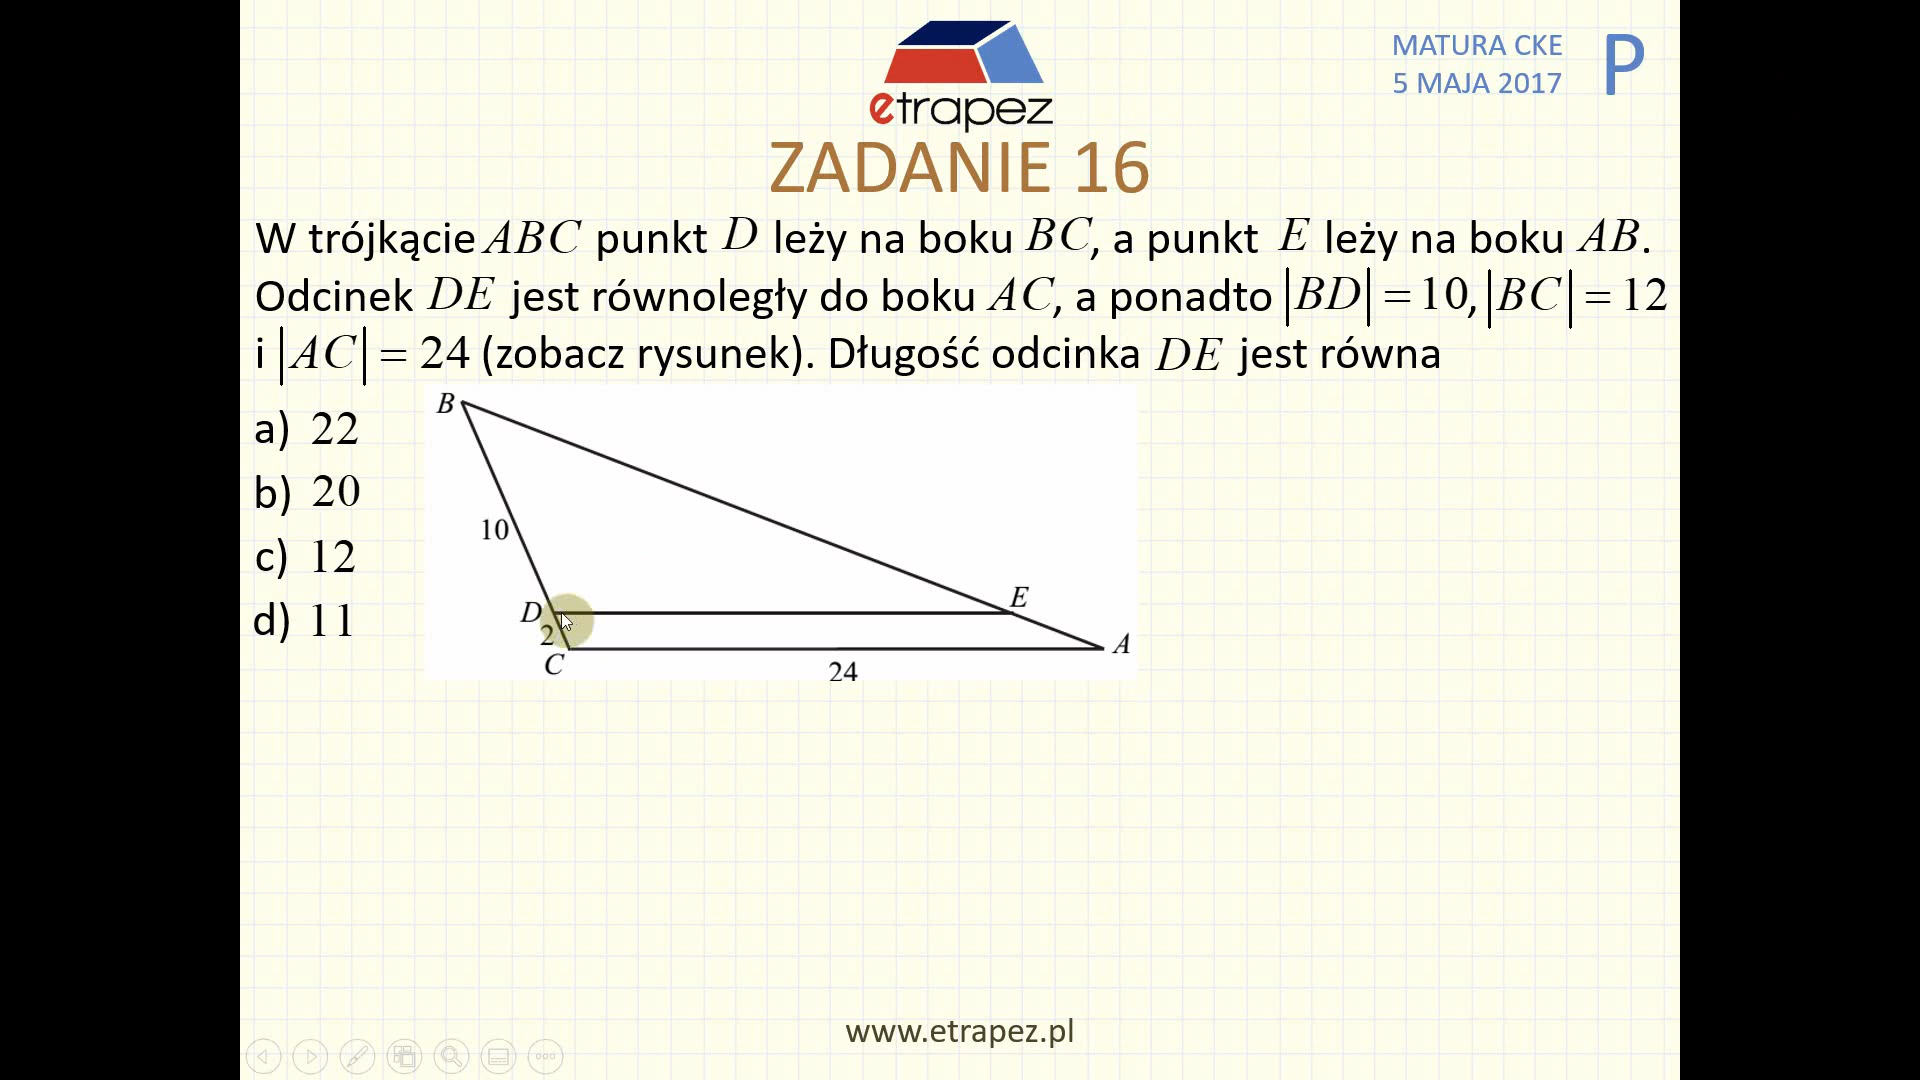 etrapez
MATURA CKE
5 MAJA 2017
P
ZADANIE 16
W trójkącie ABC punkt D leży na boku BC, a punkt E leży na boku AB.
Odcinek DE jest równoległy do boku AC, a ponadto |BD| = 10, |BC| = 12
i |AC| = 24 (zobacz rysunek). Długość odcinka DE jest równa
a) 22
b) 20
c) 12
d) 11
B
10
D
E
2
C
A
24
www.etrapez.pl